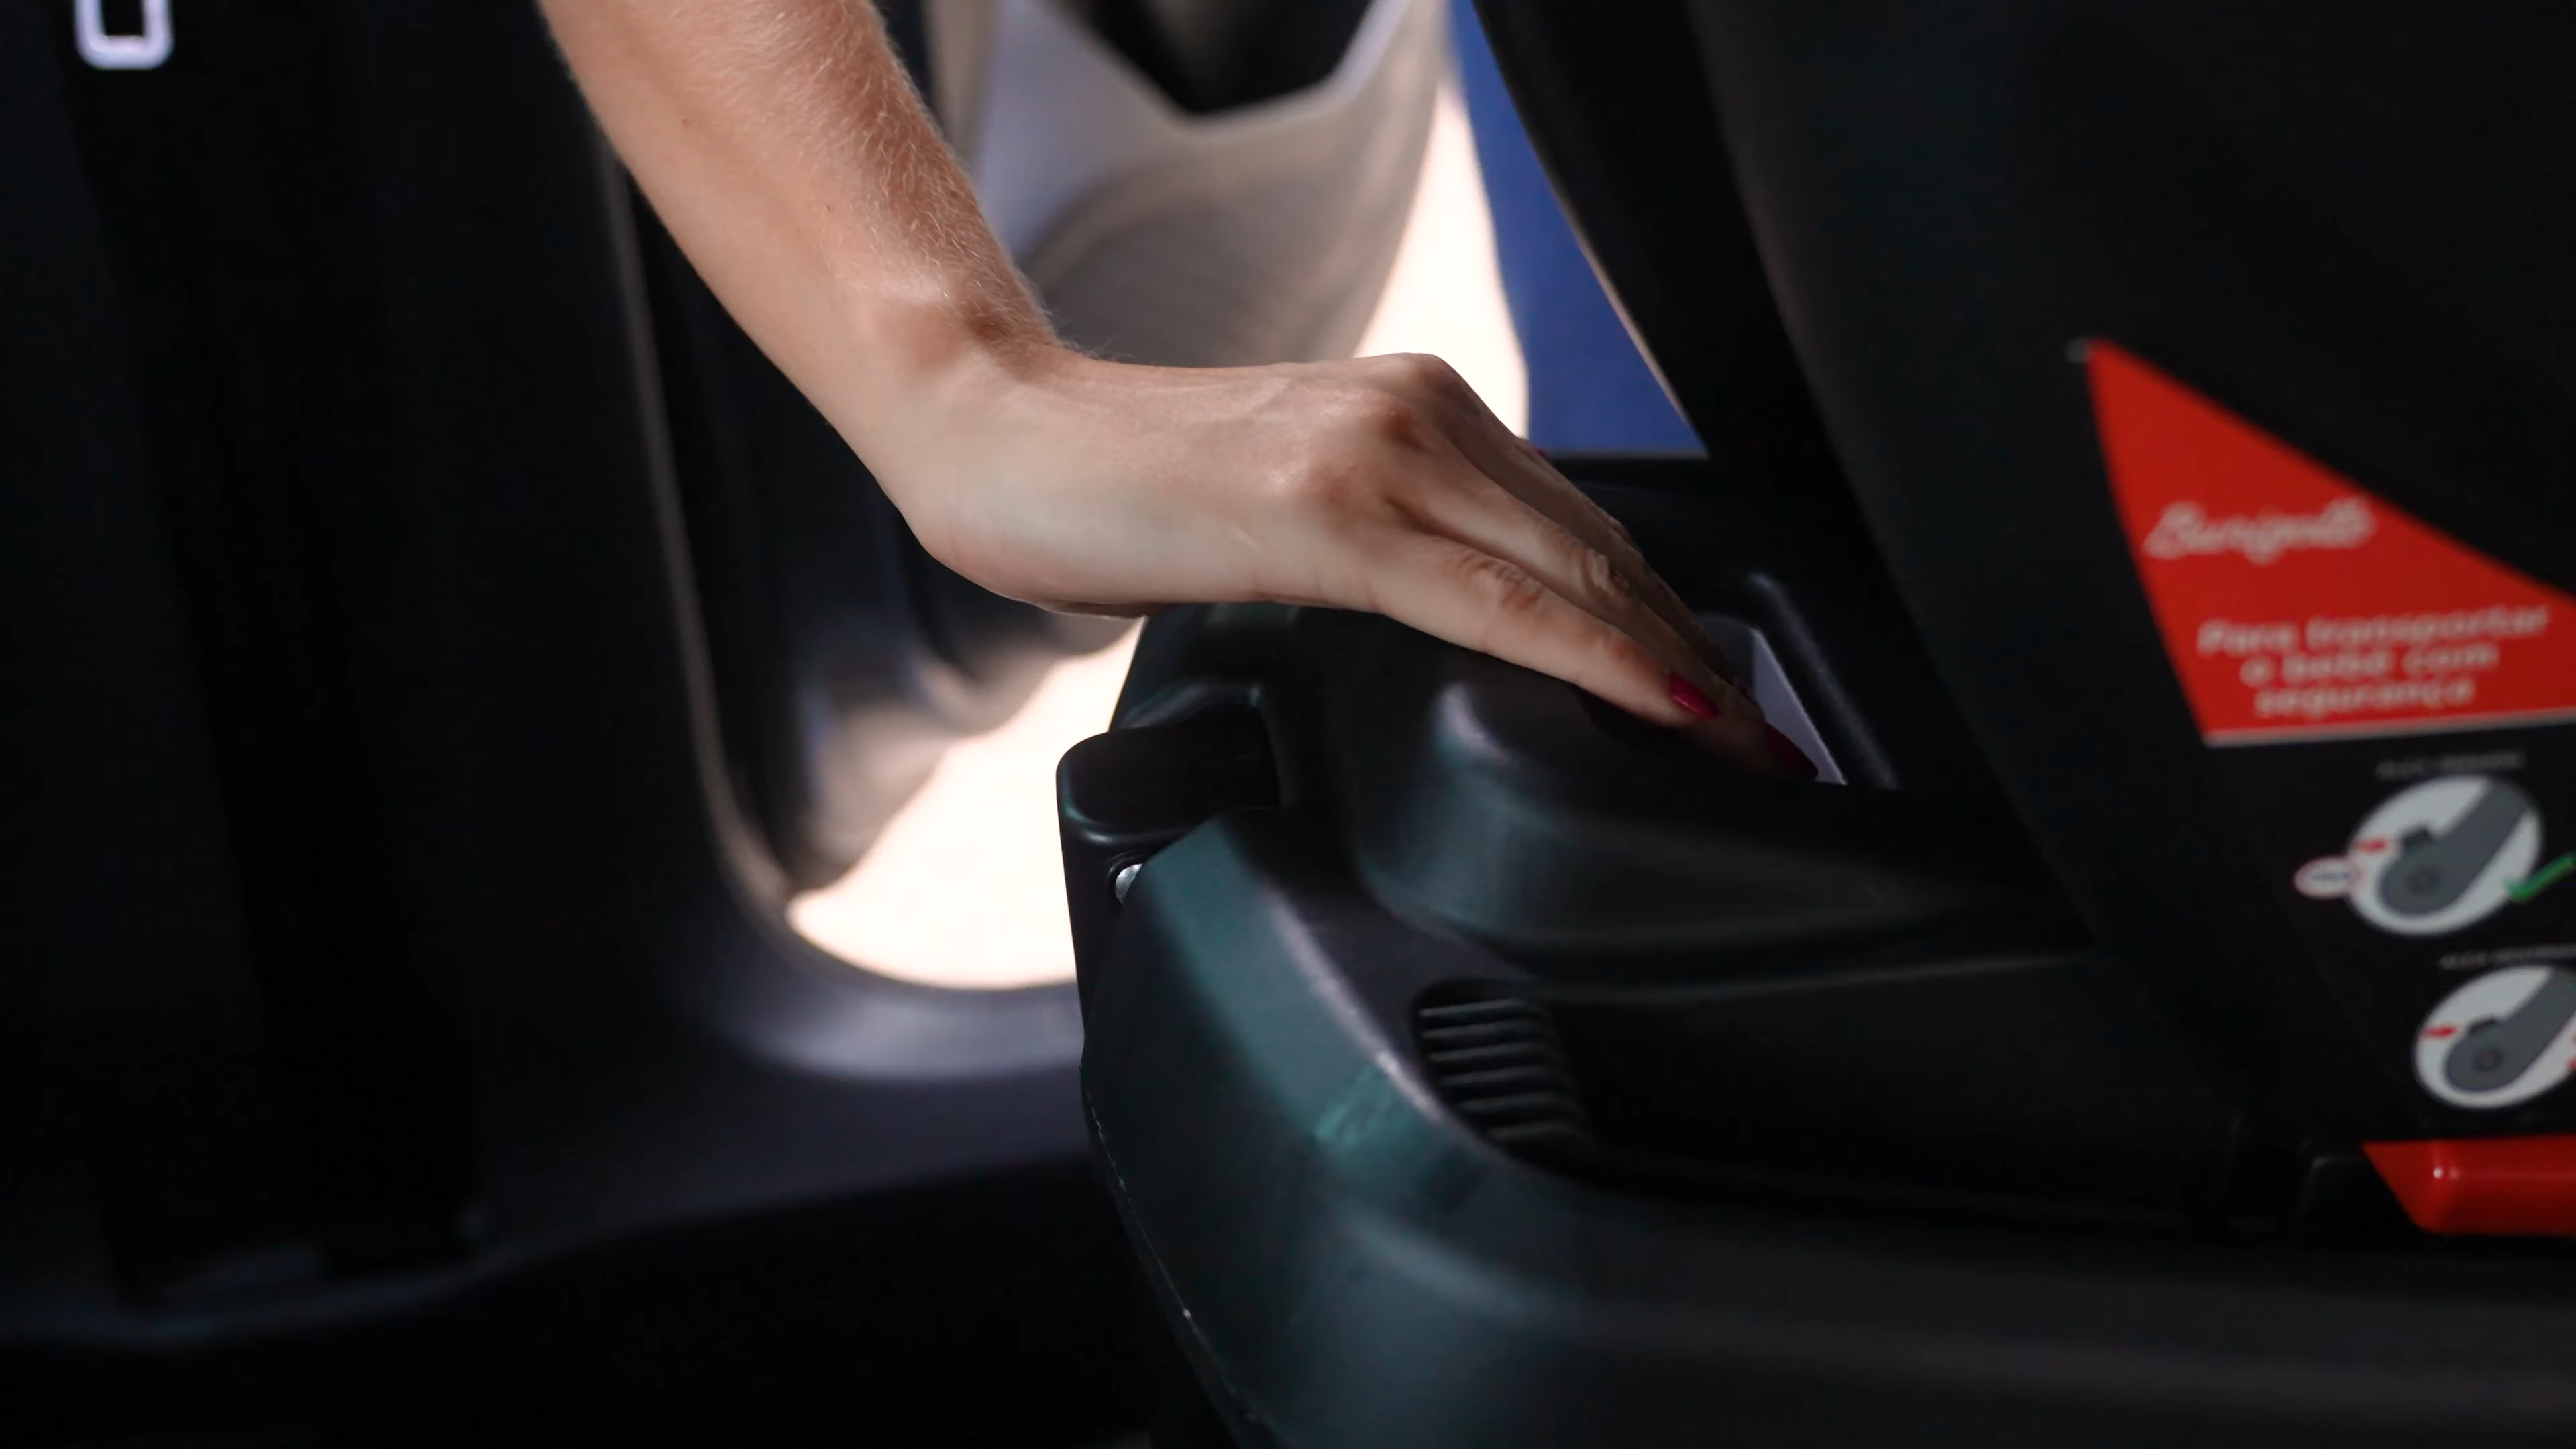 Burigotto
Para transportar
o bebê com
segurança